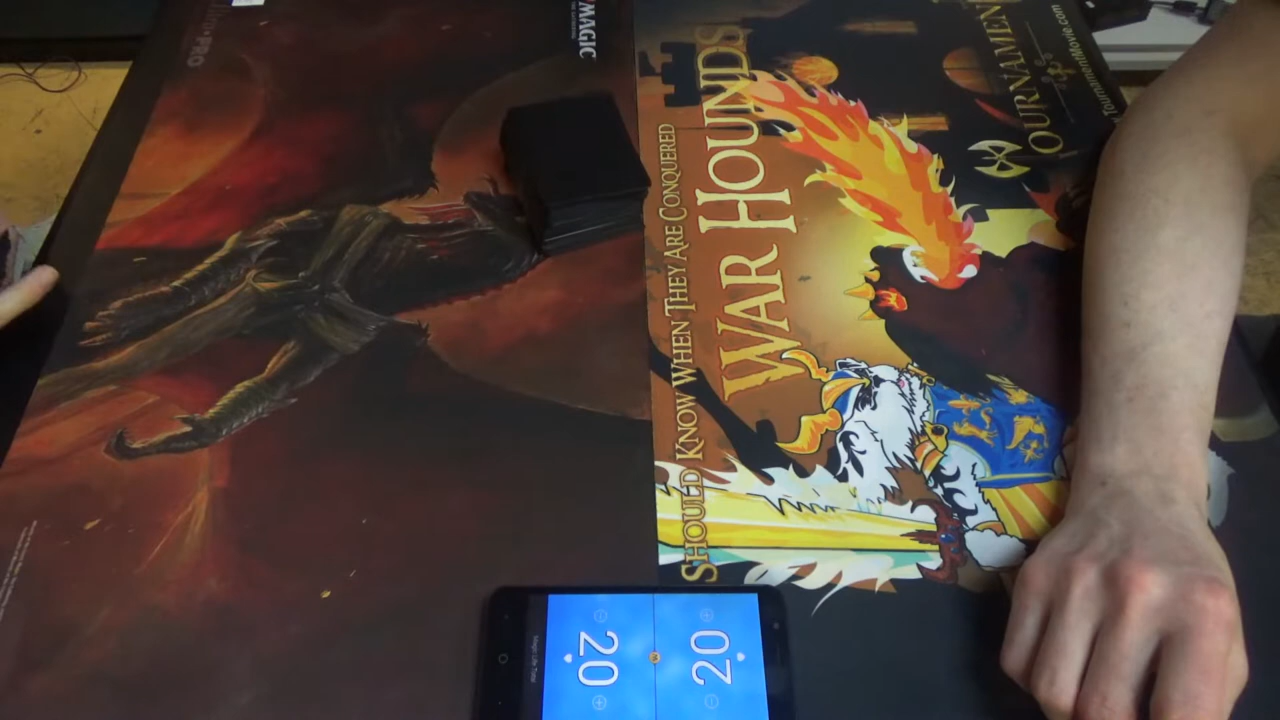 MAGIC
SHOULD KNOW WHEN THEY ARE CONQUERED
WAR HOUNDS
TOURNAMENT
TournamentMovie.com
20
20